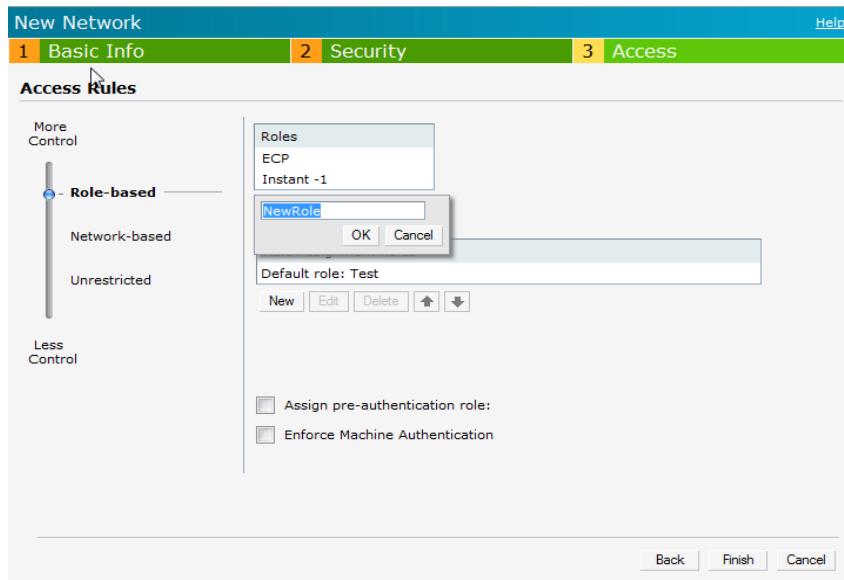 New Network Help
1 Basic Info 2 Security 3 Access
Access Rules
More
Control
Role-based
Network-based
Unrestricted
Less
Control
Roles
ECP
Instant -1
NewRole
OK Cancel
Default role: Test
New Edit Delete
Assign pre-authentication role:
Enforce Machine Authentication
Back Finish Cancel